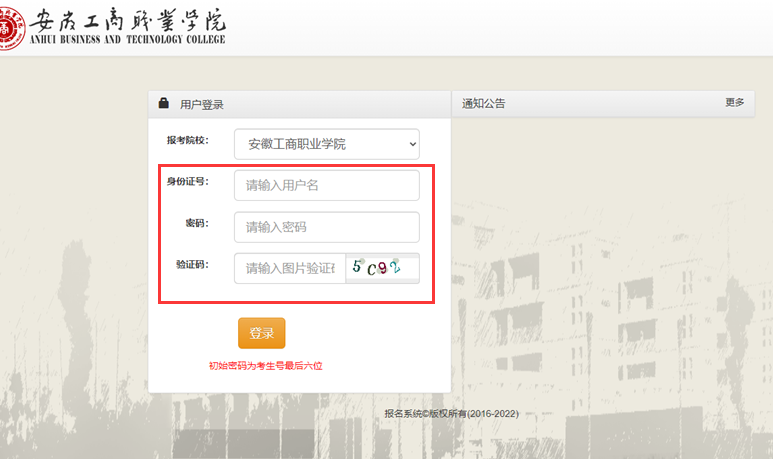 安徽工商職業学院
ANHUI BUSINESS AND TECHNOLOGY COLLEGE
用户登录
通知公告
更多
报考院校：
安徽工商职业学院
身份证号：
请输入用户名
密码：
请输入密码
验证码：
请输入图片验证
5C92
登录
初始密码为考生号最后六位
报名系统©版权所有(2016-2022)